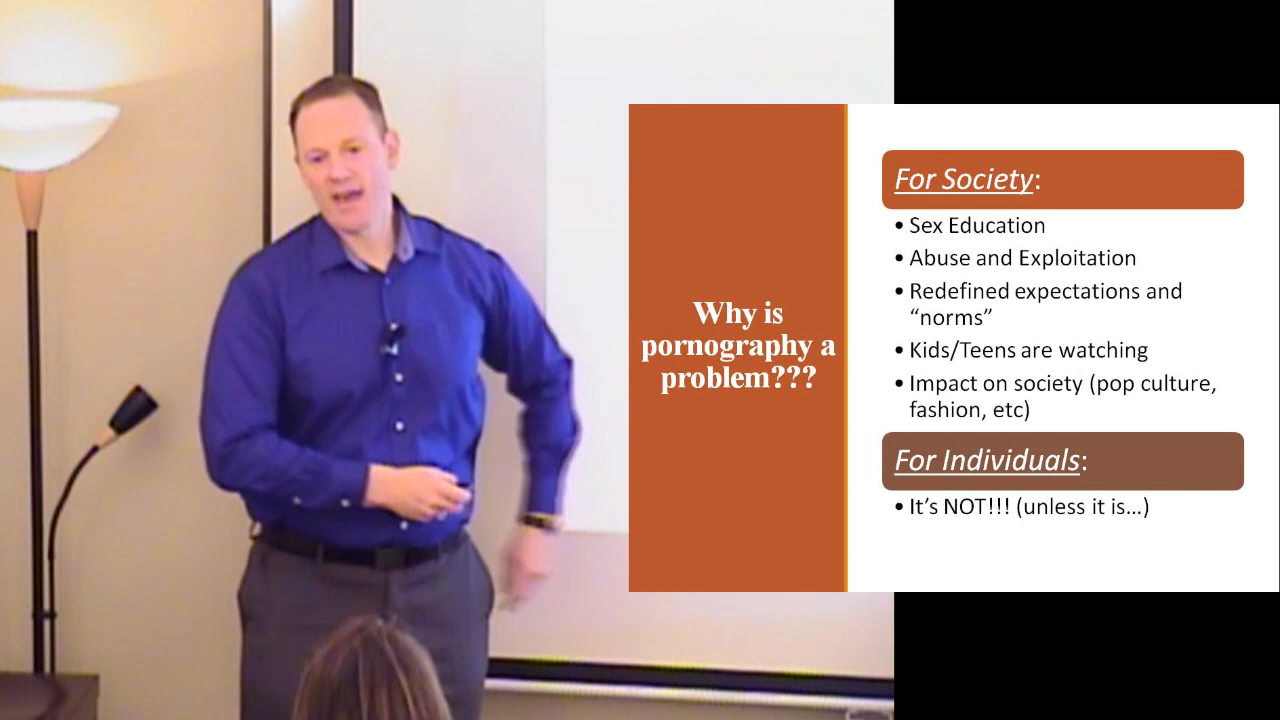 Why is
pornography a
problem???
For Society:
• Sex Education
• Abuse and Exploitation
• Redefined expectations and
“norms”
• Kids/Teens are watching
• Impact on society (pop culture,
fashion, etc)
For Individuals:
• It’s NOT!!! (unless it is…)